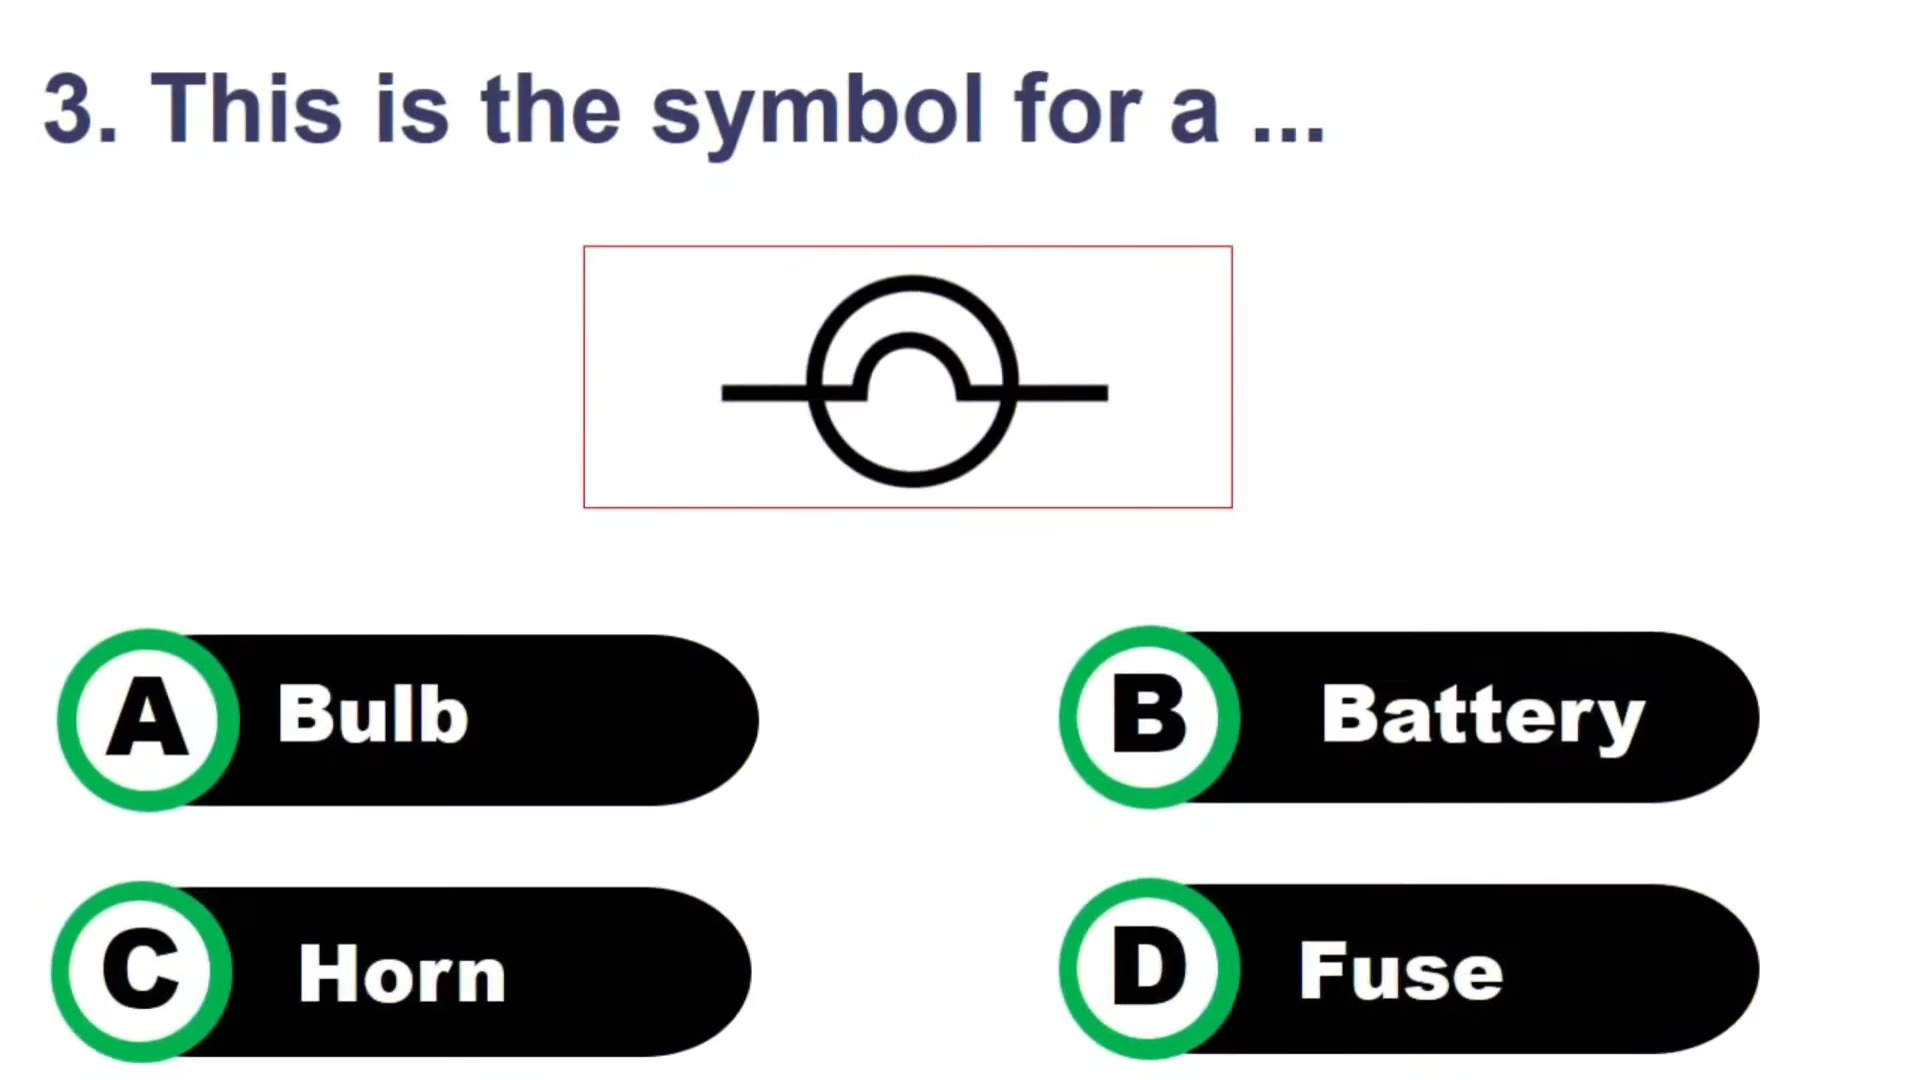 3. This is the symbol for a ...
A Bulb
B Battery
C Horn
D Fuse